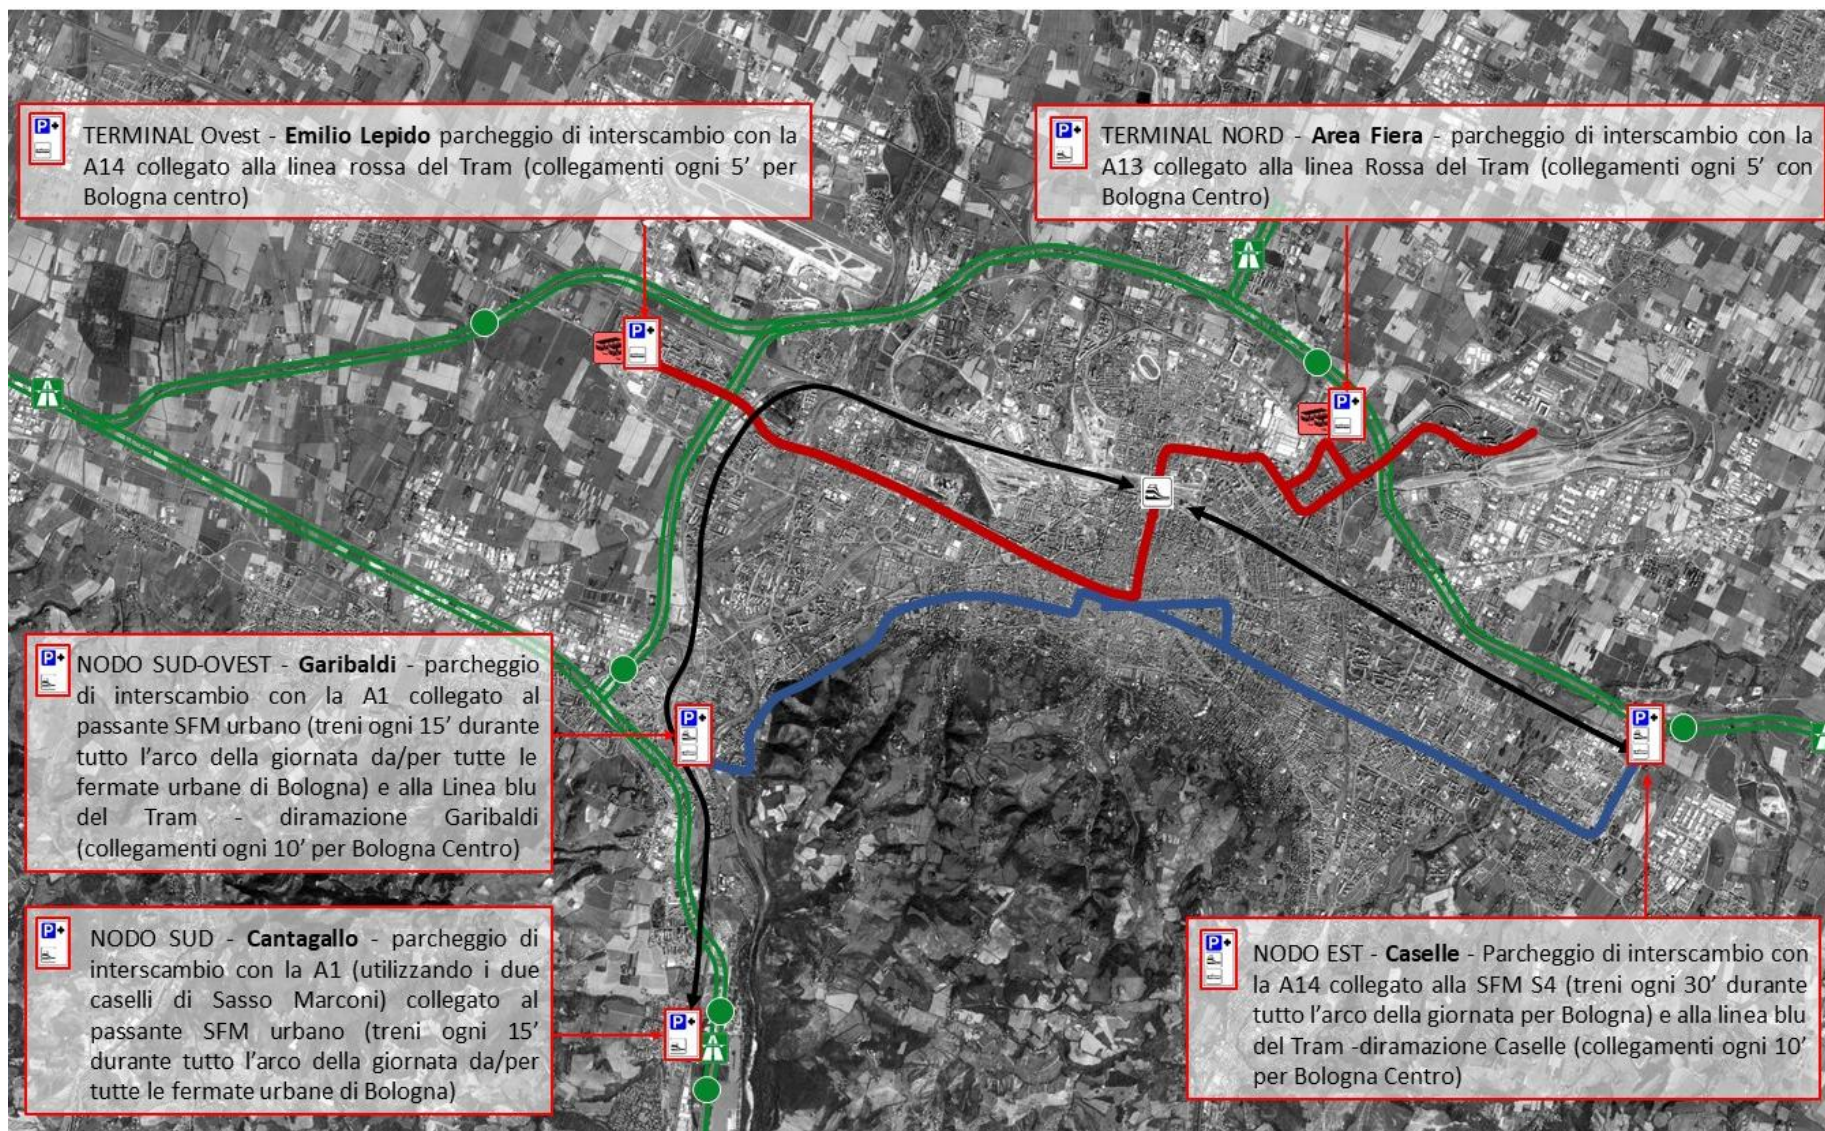 P+
TERMINAL Ovest - Emilio Lepido parcheggio di interscambio con la
A14 collegato alla linea rossa del Tram (collegamenti ogni 5’ per
Bologna centro)
P+
TERMINAL NORD - Area Fiera - parcheggio di interscambio con la
A13 collegato alla linea Rossa del Tram (collegamenti ogni 5’ con
Bologna Centro)
P+
P+
P+
NODO SUD-OVEST - Garibaldi - parcheggio
di interscambio con la A1 collegato al
passante SFM urbano (treni ogni 15’ durante
tutto l’arco della giornata da/per tutte le
fermate urbane di Bologna) e alla Linea blu
del Tram - diramazione Garibaldi
(collegamenti ogni 10’ per Bologna Centro)
P+
P+
P+
NODO SUD - Cantagallo - parcheggio di
interscambio con la A1 (utilizzando i due
caselli di Sasso Marconi) collegato al
passante SFM urbano (treni ogni 15’
durante tutto l’arco della giornata da/per
tutte le fermate urbane di Bologna)
P+
P+
NODO EST - Caselle - Parcheggio di interscambio con
la A14 collegato alla SFM S4 (treni ogni 30’ durante
tutto l’arco della giornata per Bologna) e alla linea blu
del Tram -diramazione Caselle (collegamenti ogni 10’
per Bologna Centro)